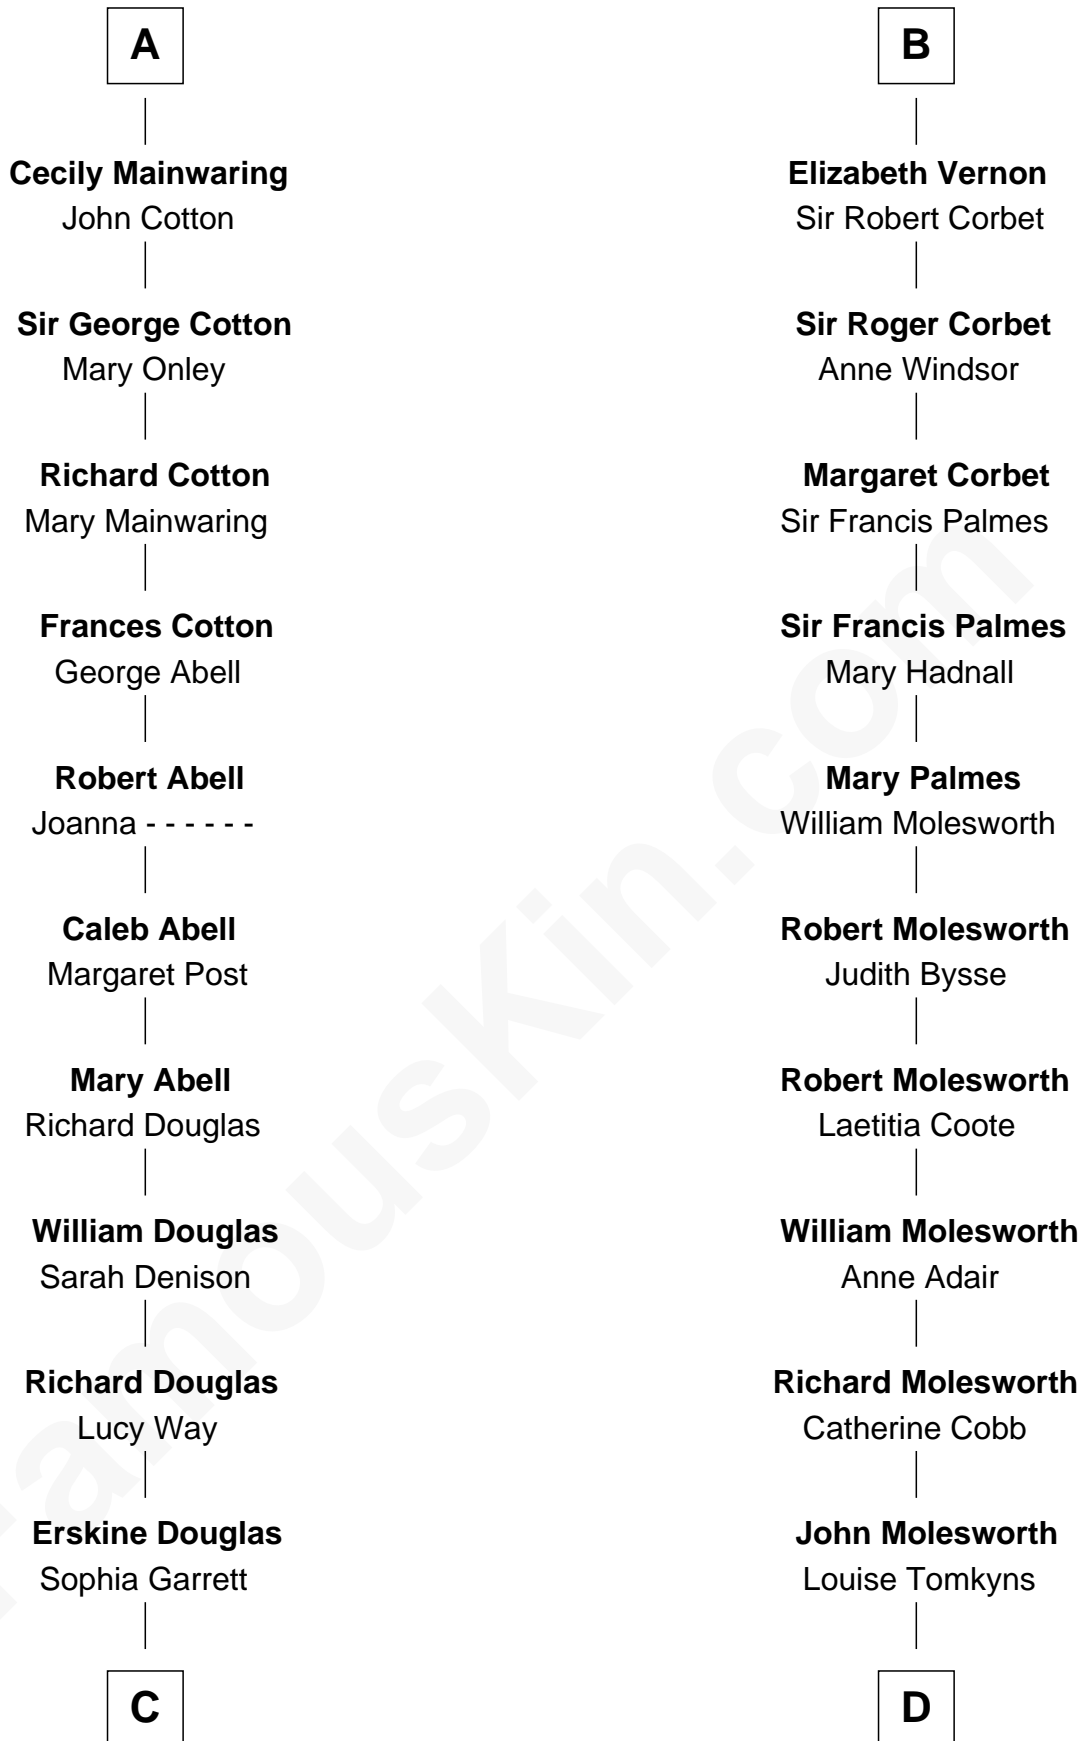 A
Cecily Mainwaring
John Cotton
Sir George Cotton
Mary Onley
Richard Cotton
Mary Mainwaring
Frances Cotton
George Abell
Robert Abell
Joanna - - - - - -
Caleb Abell
Margaret Post
Mary Abell
Richard Douglas
William Douglas
Sarah Denison
Richard Douglas
Lucy Way
Erskine Douglas
Sophia Garrett
C
B
Elizabeth Vernon
Sir Robert Corbet
Sir Roger Corbet
Anne Windsor
Margaret Corbet
Sir Francis Palmes
Sir Francis Palmes
Mary Hadnall
Mary Palmes
William Molesworth
Robert Molesworth
Judith Bysse
Robert Molesworth
Laetitia Coote
William Molesworth
Anne Adair
Richard Molesworth
Catherine Cobb
John Molesworth
Louise Tomkyns
D
FamousKin.com